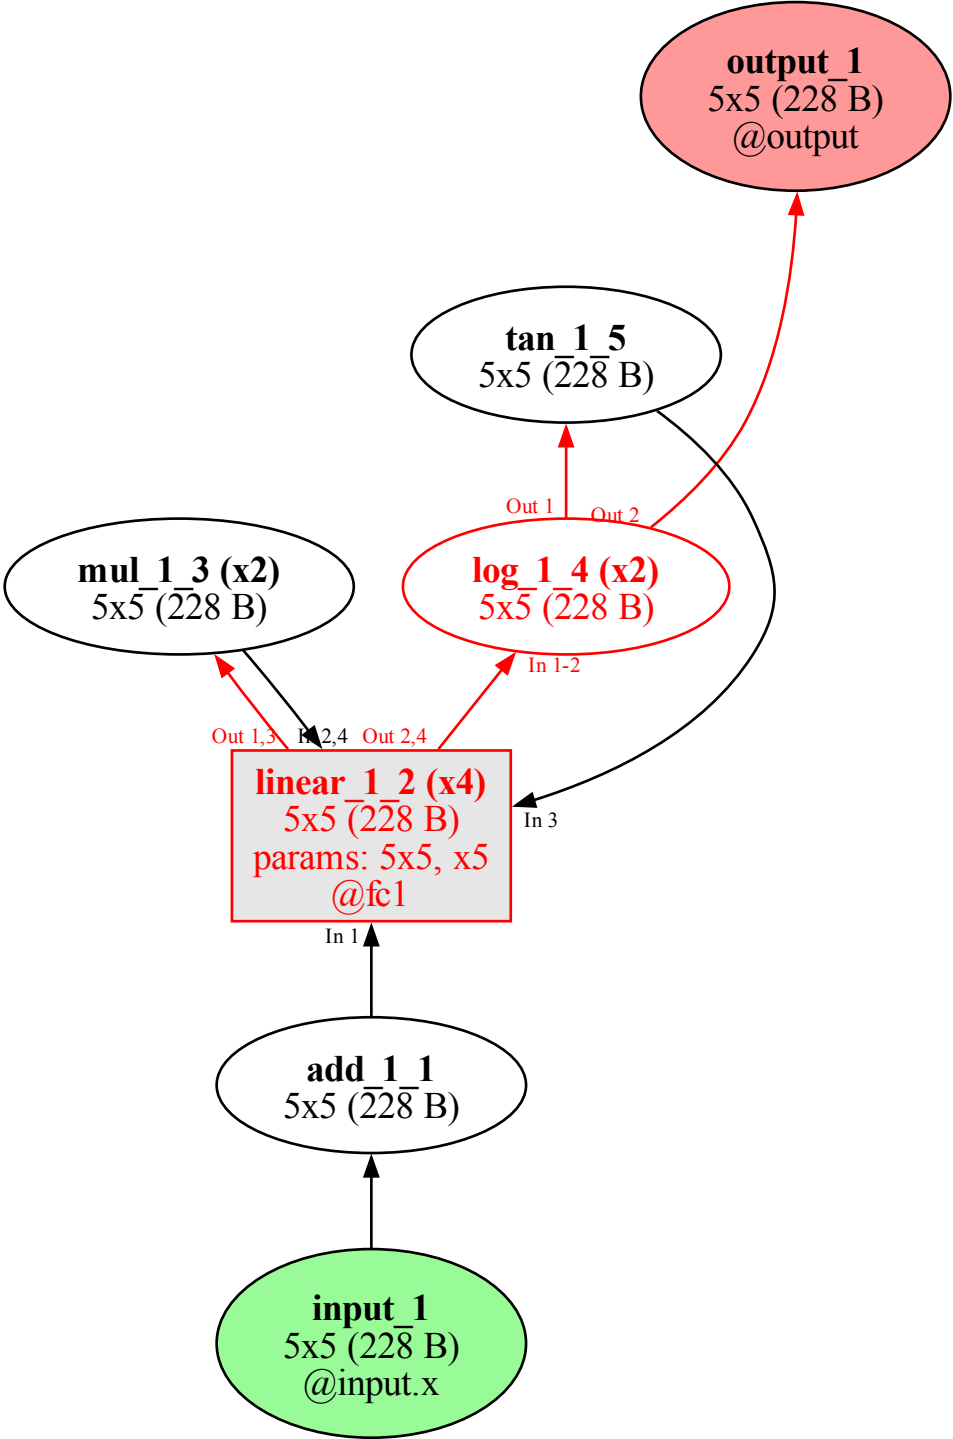 output_1
5x5 (228 B)
@output
tan_1_5
5x5 (228 B)
Out 1
Out 2
mul_1_3 (x2)
5x5 (228 B)
log_1_4 (x2)
5x5 (228 B)
In 1-2
Out 1,3
In 2,4
Out 2,4
linear_1_2 (x4)
5x5 (228 B)
params: 5x5, x5
@fc1
In 3
In 1
add_1_1
5x5 (228 B)
input_1
5x5 (228 B)
@input.x